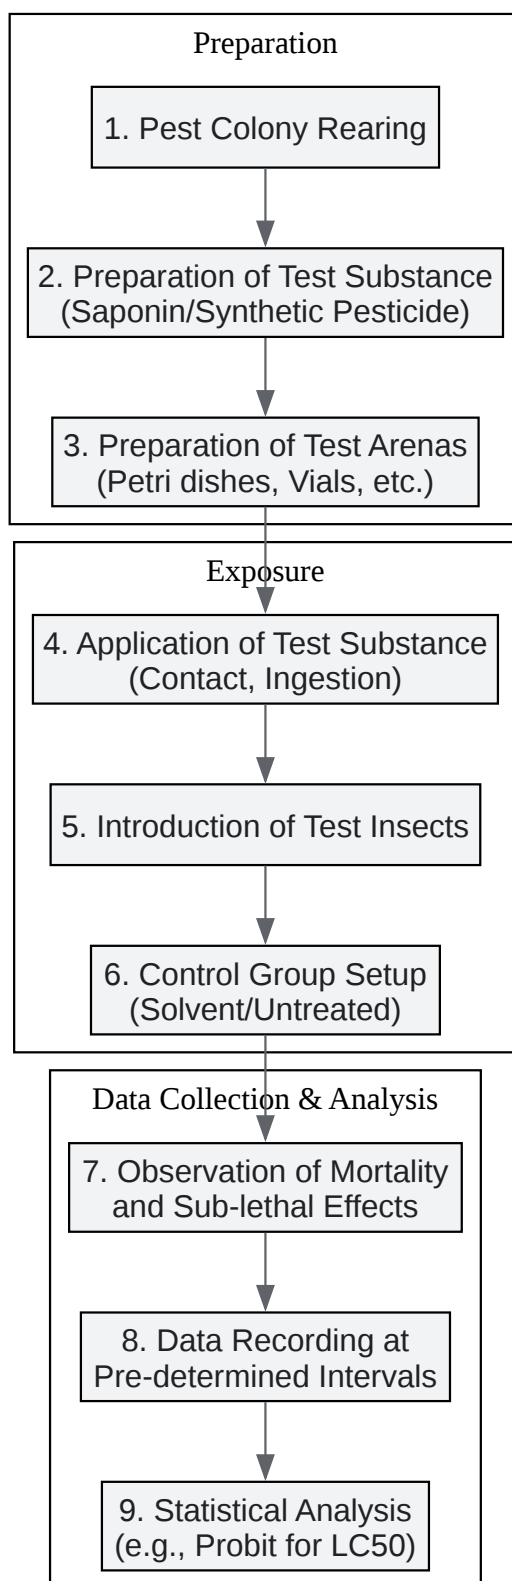 Preparation
1. Pest Colony Rearing
2. Preparation of Test Substance
(Saponin/Synthetic Pesticide)
3. Preparation of Test Arenas
(Petri dishes, Vials, etc.)
Exposure
4. Application of Test Substance
(Contact, Ingestion)
5. Introduction of Test Insects
6. Control Group Setup
(Solvent/Untreated)
Data Collection & Analysis
7. Observation of Mortality
and Sub-lethal Effects
8. Data Recording at
Pre-determined Intervals
9. Statistical Analysis
(e.g., Probit for LC50)